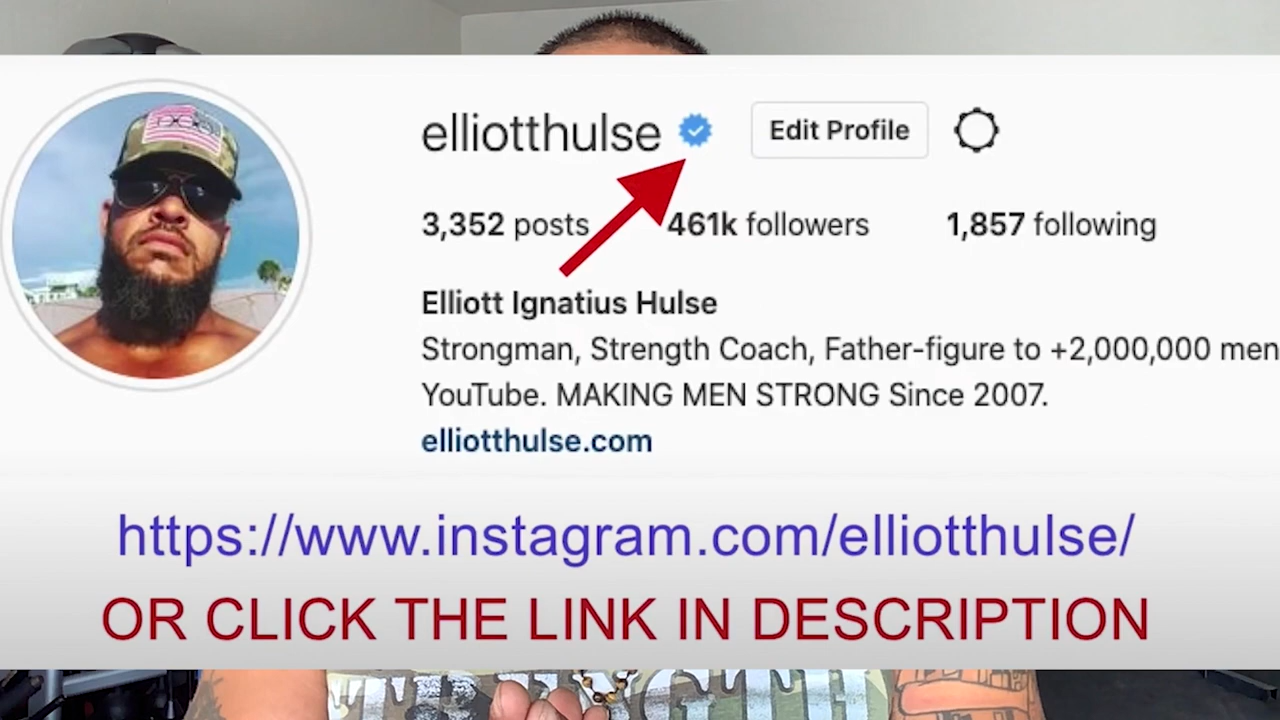 elliotthulse Edit Profile
3,352 posts 461k followers 1,857 following
Elliott Ignatius Hulse
Strongman, Strength Coach, Father-figure to +2,000,000 men
YouTube. MAKING MEN STRONG Since 2007.
elliotthulse.com
https://www.instagram.com/elliotthulse/
OR CLICK THE LINK IN DESCRIPTION